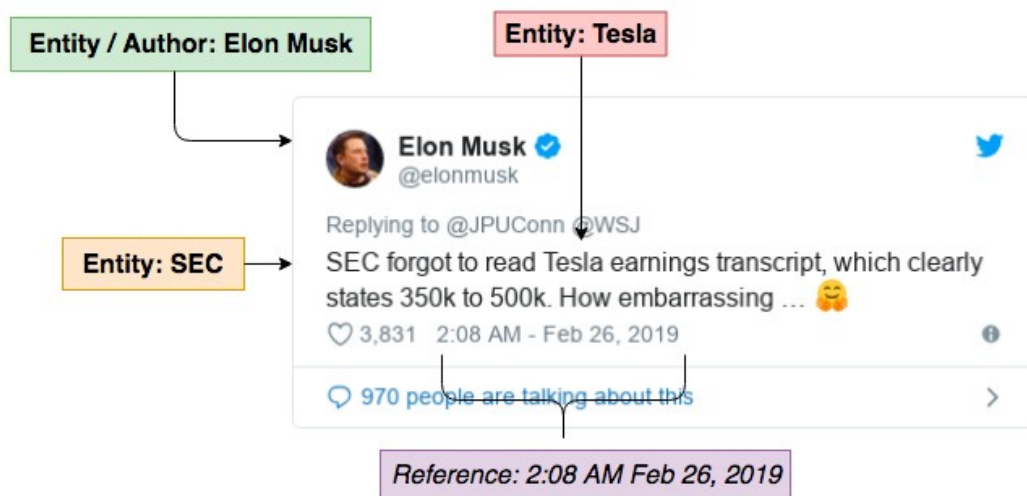 Entity / Author: Elon Musk
Entity: Tesla
Elon Musk
@elonmusk
Replying to @JPUConn @WSJ
Entity: SEC
SEC forgot to read Tesla earnings transcript, which clearly
states 350k to 500k. How embarrassing … 🤗
3,831 2:08 AM - Feb 26, 2019
970 people are talking about this
Reference: 2:08 AM Feb 26, 2019